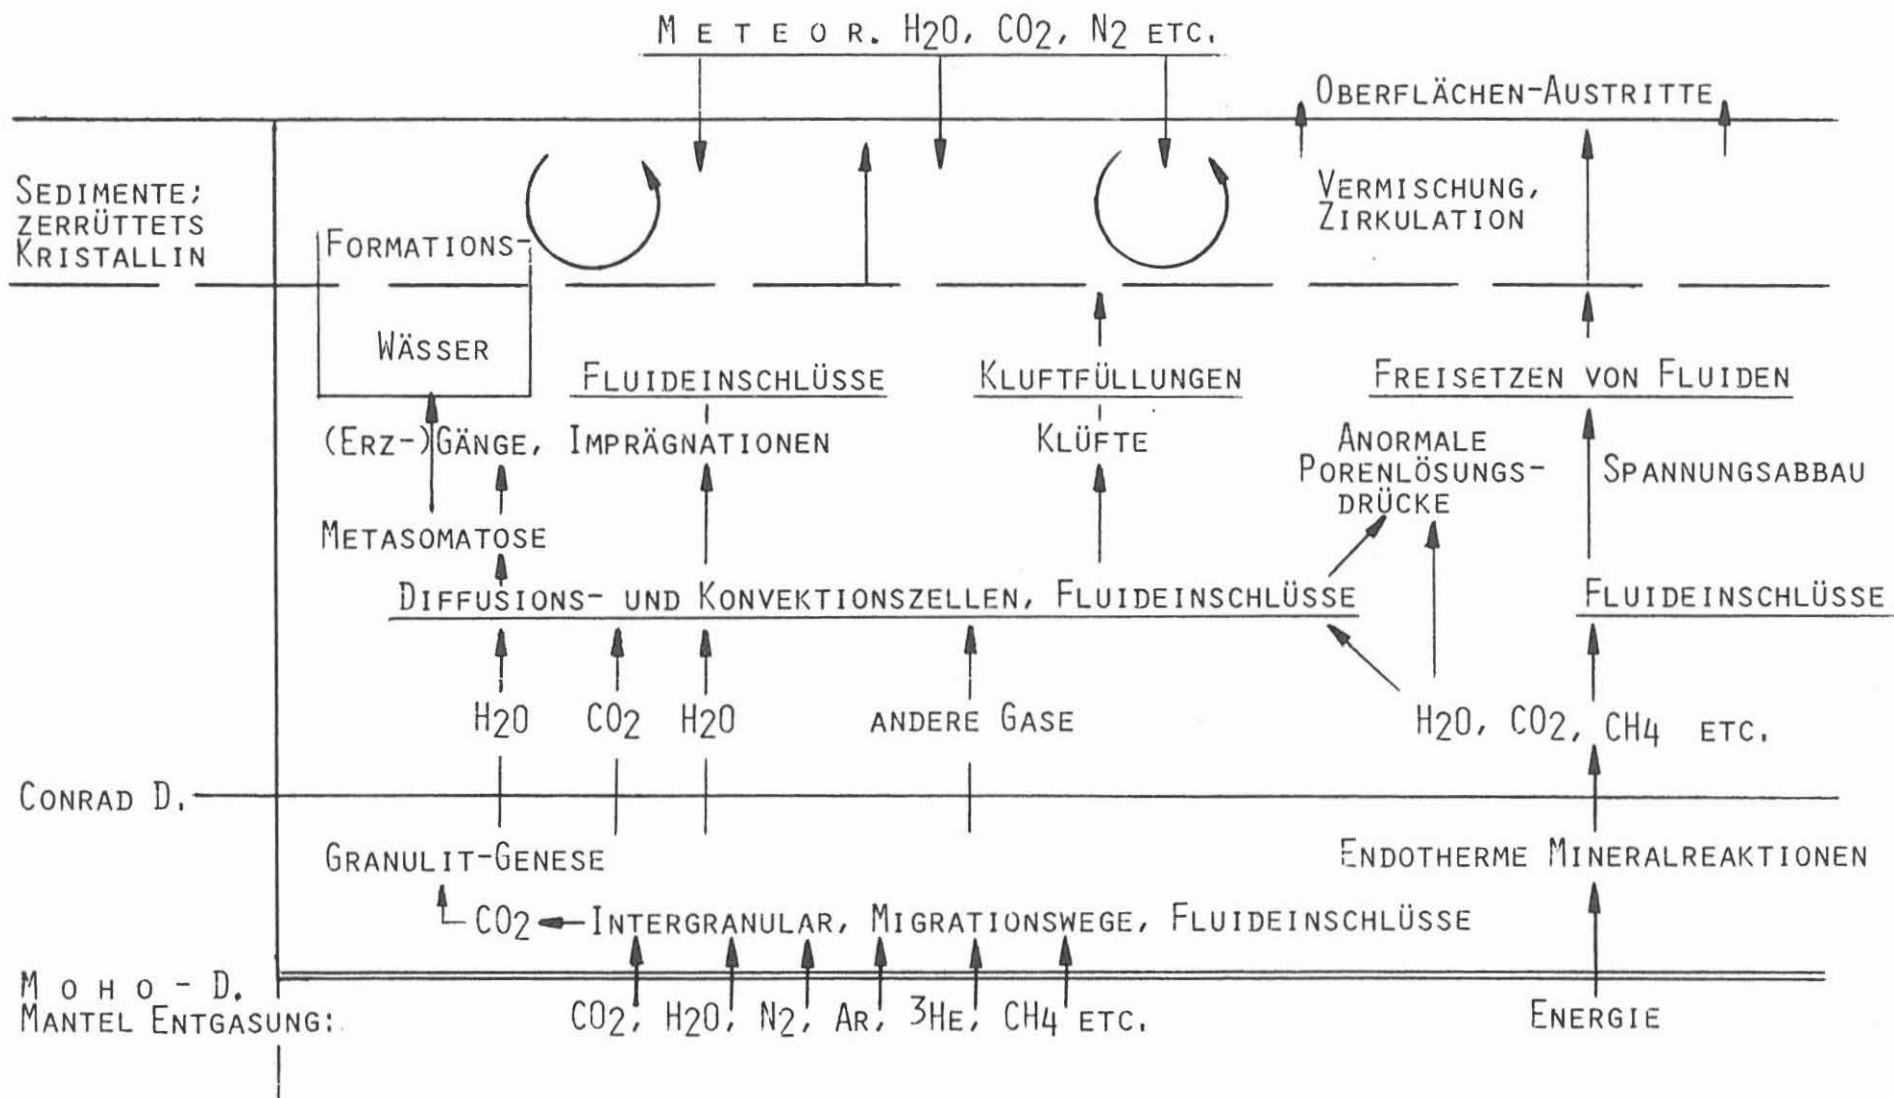 METEOR. H2O, CO2, N2 ETC.
OBERFLÄCHEN-AUSTRITTE
SEDIMENTE;
ZERRÜTTETS
KRISTALLIN
VERMISCHUNG,
ZIRKULATION
FORMATIONS-
WÄSSER
FLUIDEINSCHLÜSSE
KLUFTFÜLLUNGEN
FREISETZEN VON FLUIDEN
(ERZ-)GÄNGE, IMPRÄGNATIONEN
KLÜFTE
ANORMALE
PORENLÖSUNGS-
DRÜCKE
SPANNUNGSABBAU
METASOMATOSE
DIFFUSIONS- UND KONVEKTIONSZELLEN, FLUIDEINSCHLÜSSE
FLUIDEINSCHLÜSSE
H2O CO2 H2O ANDERE GASE H2O, CO2, CH4 ETC.
CONRAD D.
GRANULIT-GENESE
ENDOTHERME MINERALREAKTIONEN
CO2 INTERGRANULAR, MIGRATIONSWEGE, FLUIDEINSCHLÜSSE
MOHO-D.
MANTEL ENTGASUNG:
CO2, H2O, N2, AR, 3HE, CH4 ETC.
ENERGIE